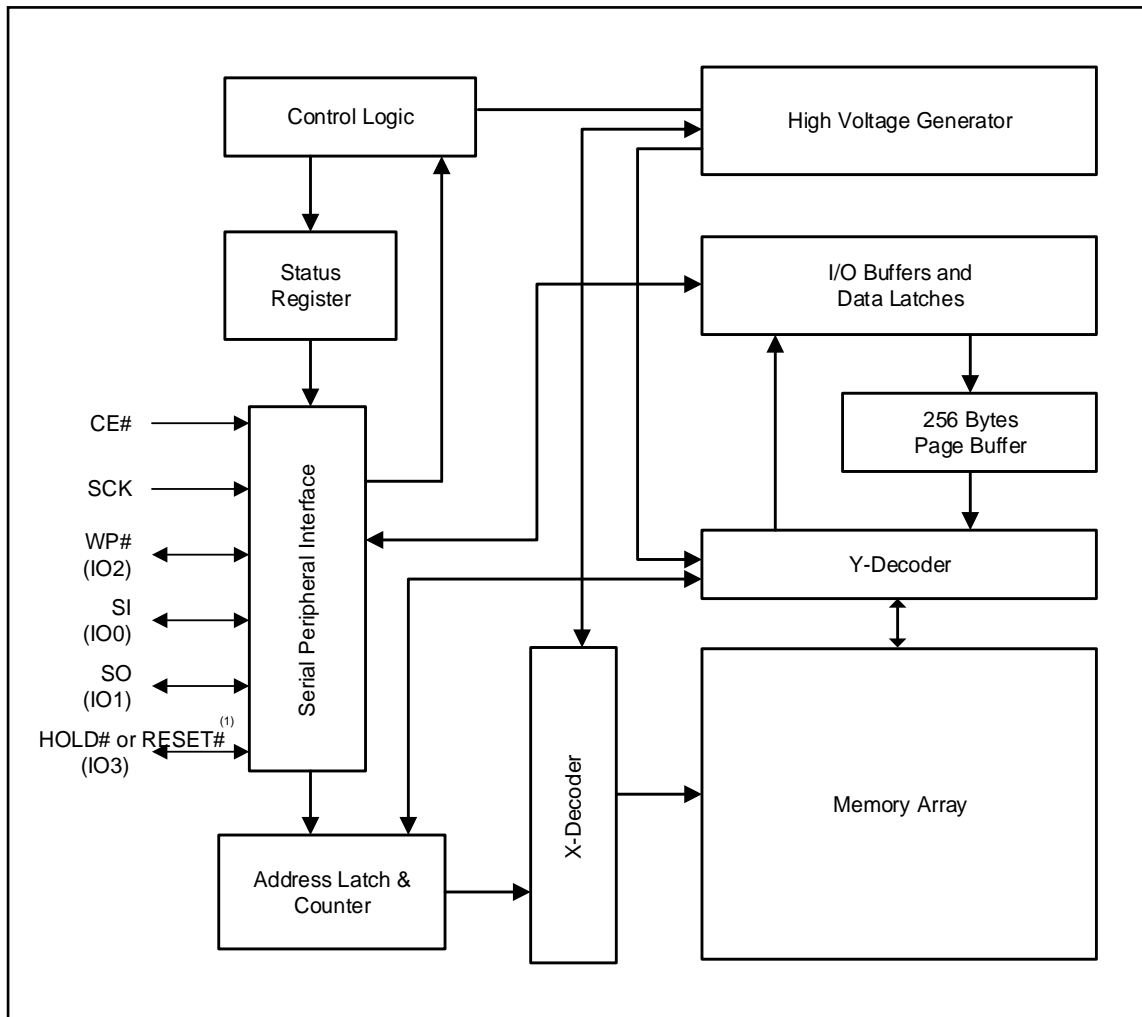 Control Logic
High Voltage Generator
Status
Register
I/O Buffers and
Data Latches
256 Bytes
Page Buffer
CE#
SCK
WP#
(IO2)
SI
(IO0)
SO
(IO1)
HOLD# or RESET#(1)
(IO3)
Serial Peripheral Interface
Y-Decoder
X-Decoder
Memory Array
Address Latch &
Counter